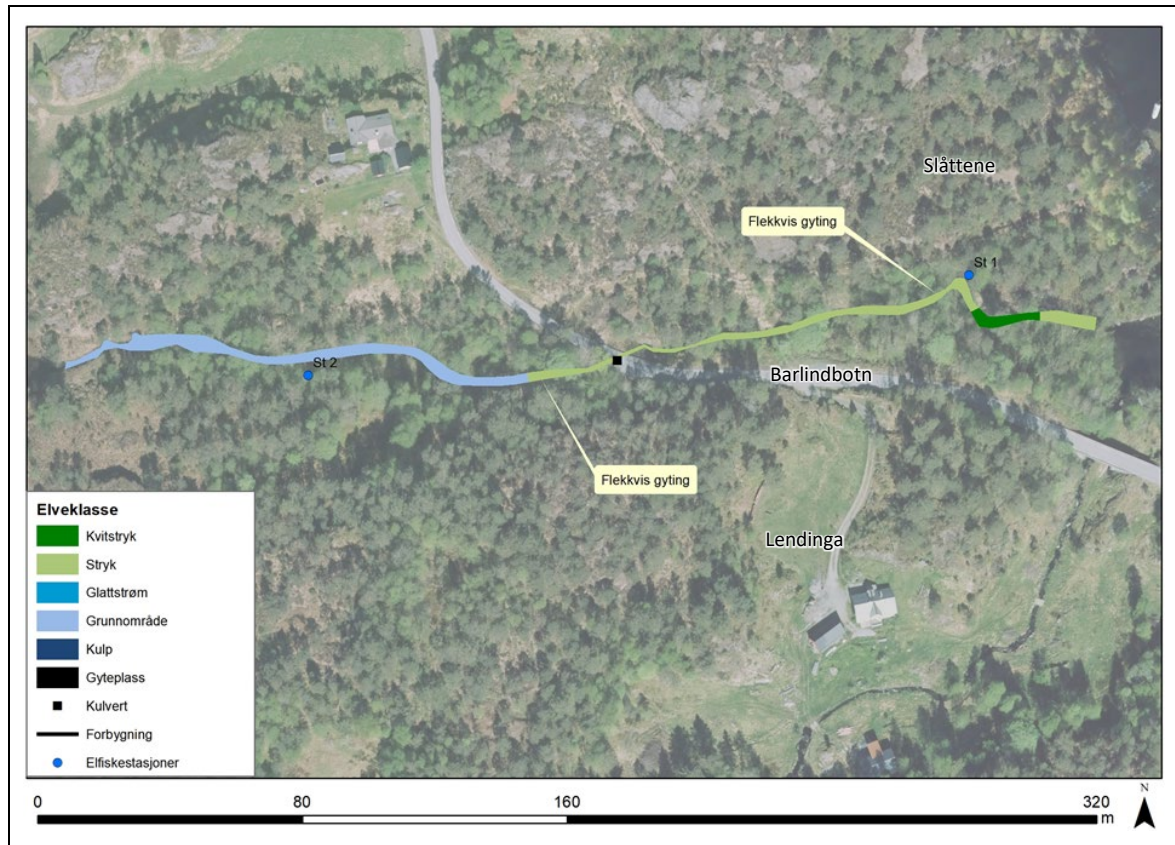 Slåttene
Flekkvis gyting
St 1
St 2
Barlindbotn
Flekkvis gyting
Lendinga
Elveklasse
Kvitstryk
Stryk
Glattstrøm
Grunnområde
Kulp
Gyteplass
Kulvert
Forbygning
Elfiskestasjoner
0 80 160 320
m
N